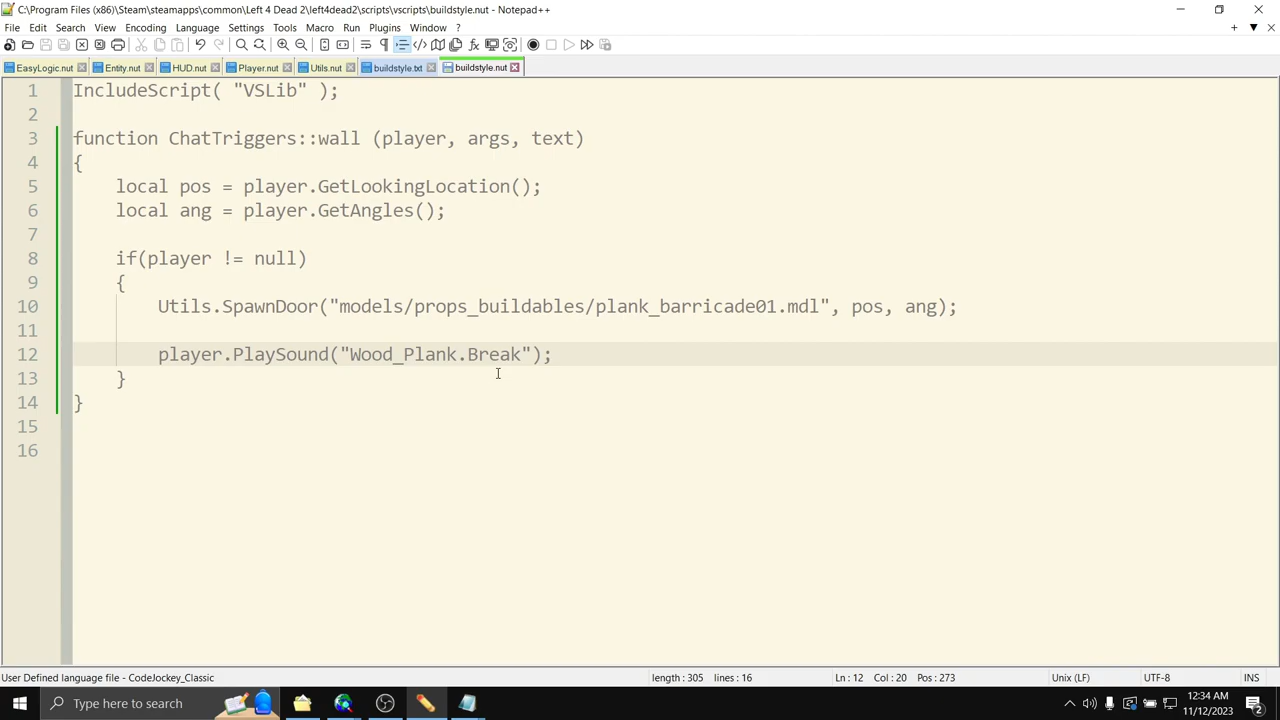 C:\Program Files (x86)\Steam\steamapps\common\Left 4 Dead 2\left4dead2\scripts\vscripts\buildstyle.nut - Notepad++
File Edit Search View Encoding Language Settings Tools Macro Run Plugins Window ?
EasyLogic.nut Entity.nut HUD.nut Player.nut Utils.nut buildstyle.txt buildstyle.nut
1 IncludeScript( "VSLib" );
2
3 function ChatTriggers::wall (player, args, text)
4 {
5 local pos = player.GetLookingLocation();
6 local ang = player.GetAngles();
7
8 if(player != null)
9 {
10 Utils.SpawnDoor("models/props_buildables/plank_barricade01.mdl", pos, ang);
11
12 player.PlaySound("Wood_Plank.Break");
13 }
14 }
15
16
User Defined language file - CodeJockey_Classic length : 305 lines : 16 Ln : 12 Col : 20 Pos : 273 Unix (LF) UTF-8 INS
Type here to search 12:34 AM
11/12/2023 2